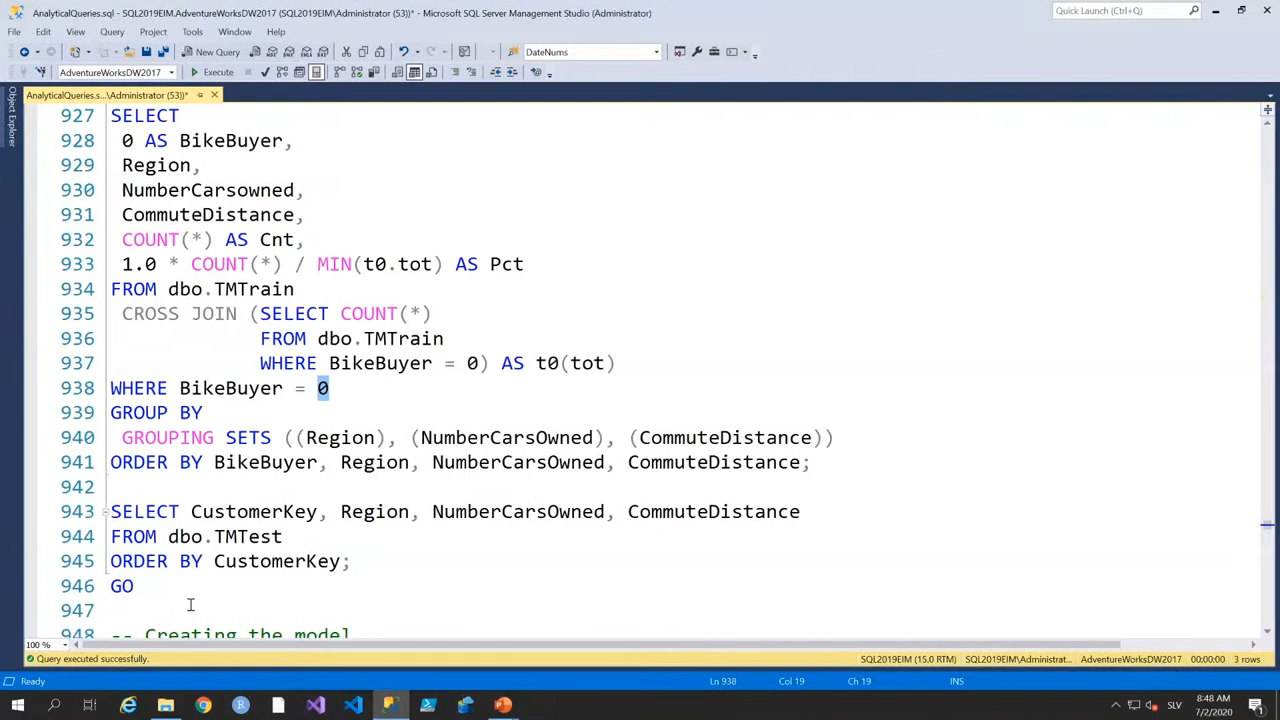 AnalyticalQueries.sql - SQL2019EIM.AdventureWorksDW2017 (SQL2019EIM\Administrator (53))* - Microsoft SQL Server Management Studio (Administrator)
Quick Launch (Ctrl+Q)
File Edit View Query Project Tools Window Help
New Query
DateNums
AdventureWorksDW2017
Execute
Object Explorer
AnalyticalQueries.s...\Administrator (53))*
927 SELECT
928 0 AS BikeBuyer,
929 Region,
930 NumberCarsowned,
931 CommuteDistance,
932 COUNT(*) AS Cnt,
933 1.0 * COUNT(*) / MIN(t0.tot) AS Pct
934 FROM dbo.TMTrain
935 CROSS JOIN (SELECT COUNT(*)
936 FROM dbo.TMTrain
937 WHERE BikeBuyer = 0) AS t0(tot)
938 WHERE BikeBuyer = 0
939 GROUP BY
940 GROUPING SETS ((Region), (NumberCarsOwned), (CommuteDistance))
941 ORDER BY BikeBuyer, Region, NumberCarsOwned, CommuteDistance;
942
943 SELECT CustomerKey, Region, NumberCarsOwned, CommuteDistance
944 FROM dbo.TMTest
945 ORDER BY CustomerKey;
946 GO
947
948 -- Creating the model
100 %
Query executed successfully. SQL2019EIM (15.0 RTM) SQL2019EIM\Administrat... AdventureWorksDW2017 00:00:00 3 rows
Ready Ln 938 Col 19 Ch 19 INS
SLV
8:48 AM
7/2/2020